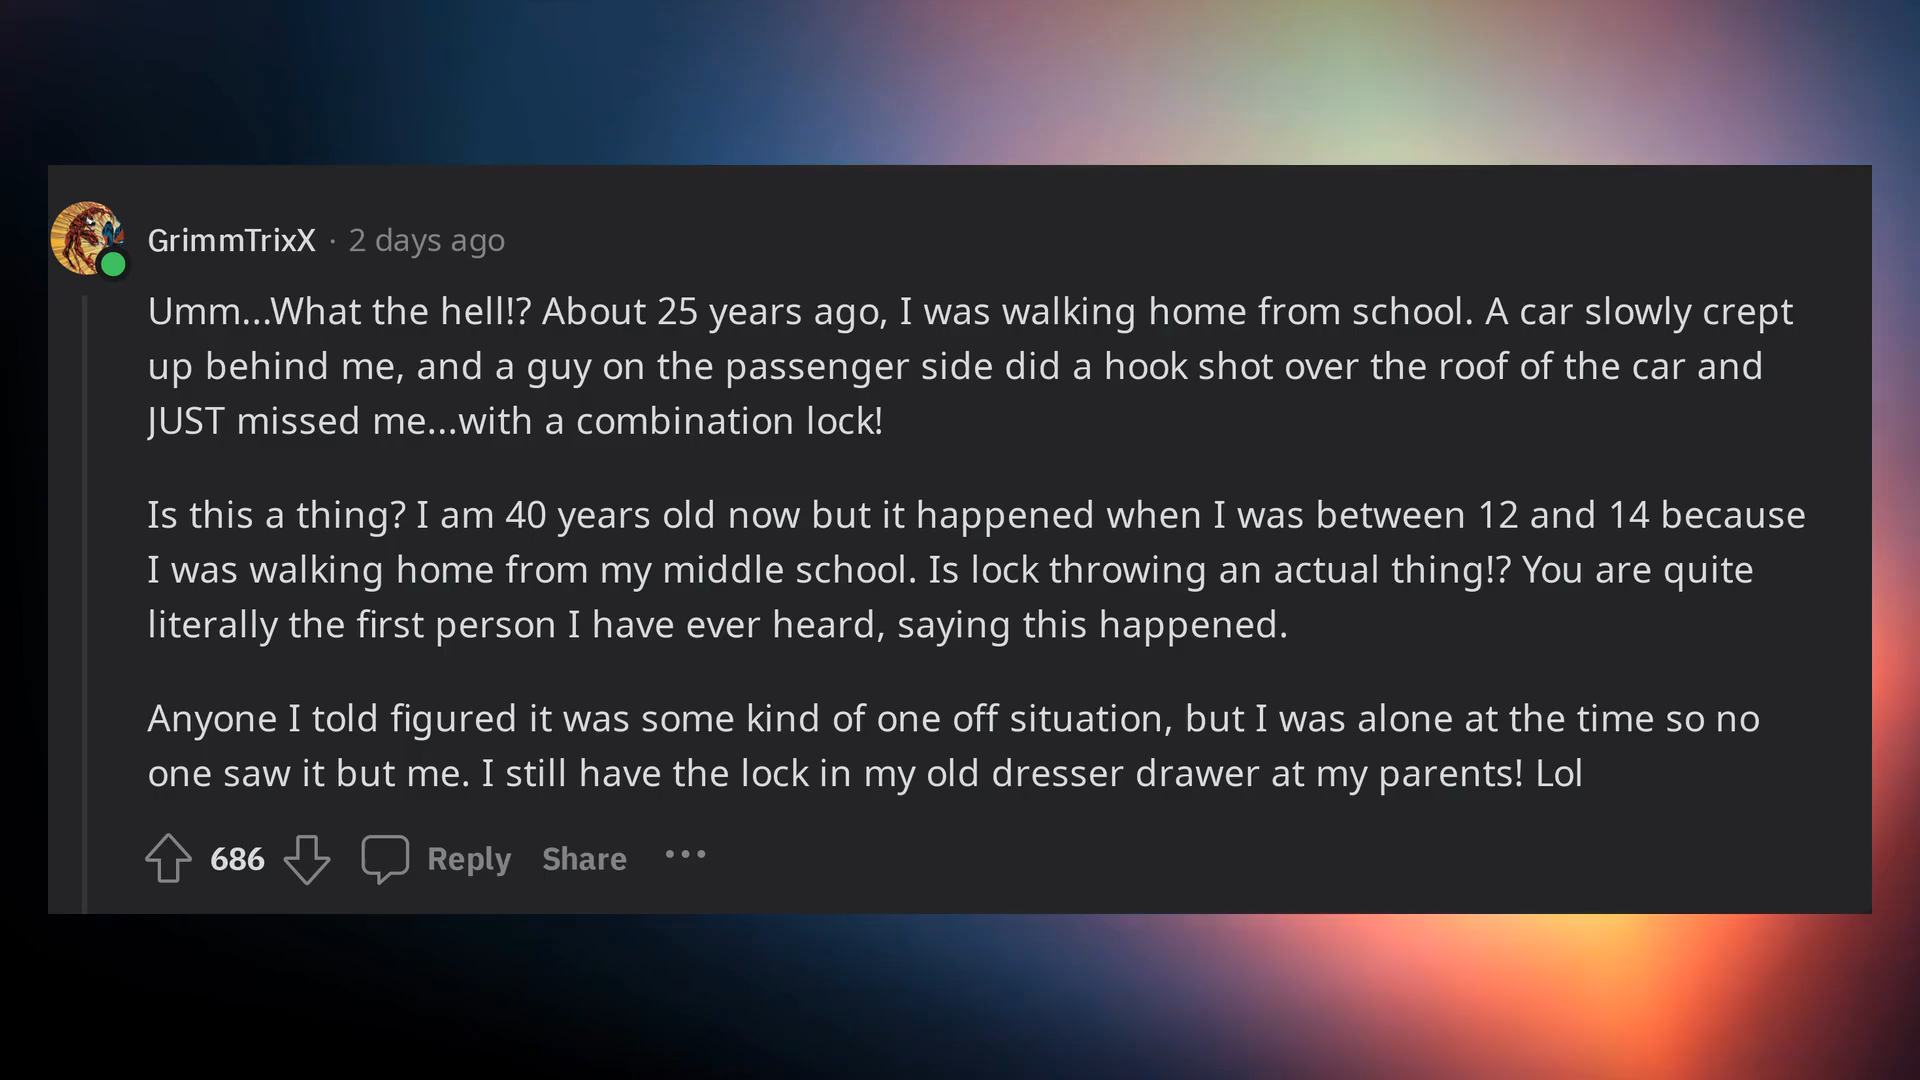 GrimmTrixX · 2 days ago
Umm...What the hell!? About 25 years ago, I was walking home from school. A car slowly crept
up behind me, and a guy on the passenger side did a hook shot over the roof of the car and
JUST missed me...with a combination lock!
Is this a thing? I am 40 years old now but it happened when I was between 12 and 14 because
I was walking home from my middle school. Is lock throwing an actual thing!? You are quite
literally the first person I have ever heard, saying this happened.
Anyone I told figured it was some kind of one off situation, but I was alone at the time so no
one saw it but me. I still have the lock in my old dresser drawer at my parents! Lol
686 Reply Share ...